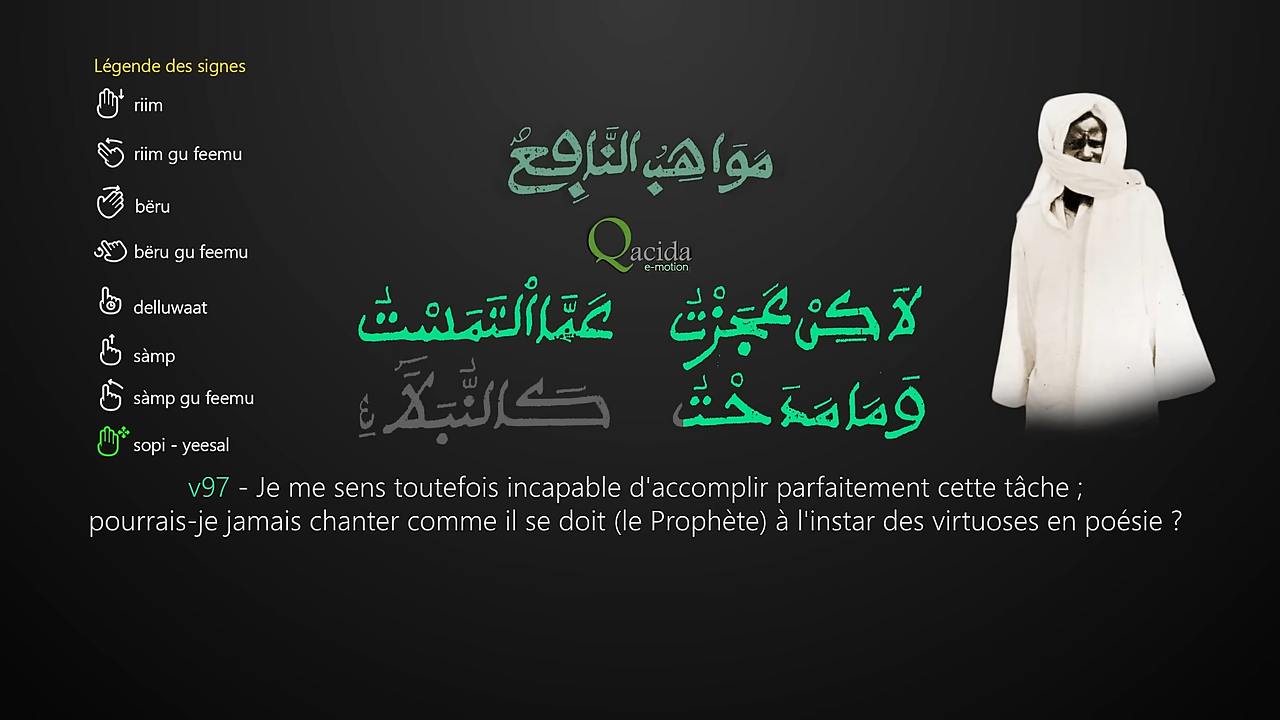 Légende des signes
riim
riim gu feemu
bëru
bëru gu feemu
delluwaat
sàmp
sàmp gu feemu
sopi - yeesal
مَوَاهِبُ النَّافِعُ
Qacida
e-motion
لَاكِنْ عَجَزْتُ عَمَّا الْتَمَسْتُ
وَمَا مَدَحْتُ كَالنُّبَلَاءِ
v97 - Je me sens toutefois incapable d'accomplir parfaitement cette tâche ;
pourrais-je jamais chanter comme il se doit (le Prophète) à l'instar des virtuoses en poésie ?